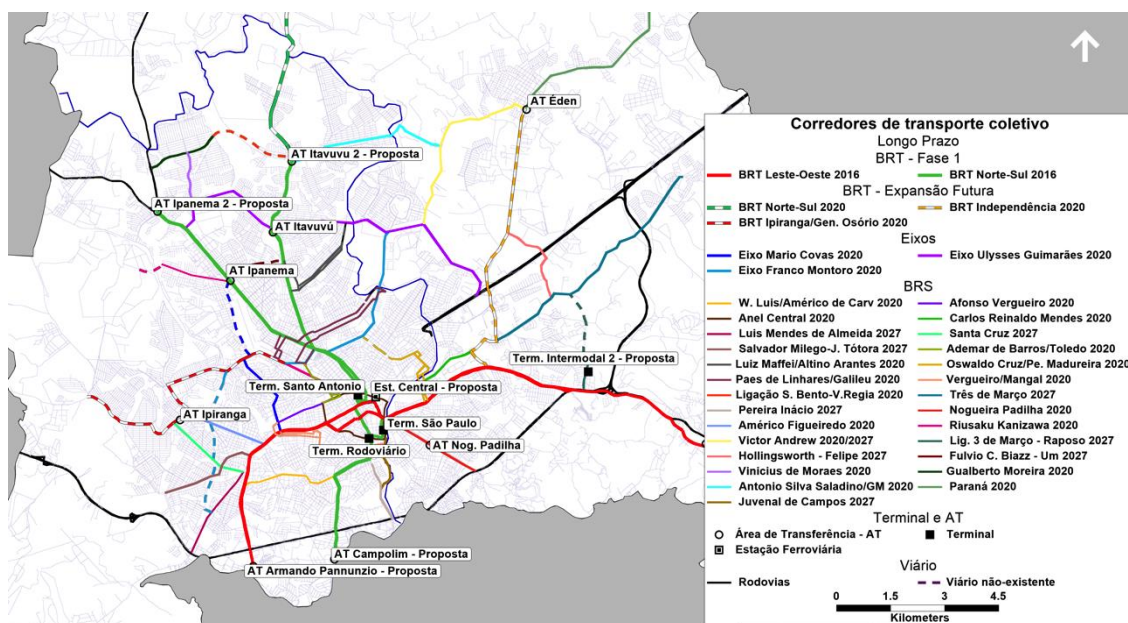 AT Éden
AT Itavuvu 2 - Proposta
AT Ipanema 2 - Proposta
AT Itavuvú
AT Ipanema
Term. Intermodal 2 - Proposta
Term. Santo Antonio
Est. Central - Proposta
AT Ipiranga
Term. São Paulo
AT Nog. Padilha
Term. Rodoviário
AT Campolim - Proposta
AT Armando Pannunzio - Proposta
Corredores de transporte coletivo
Longo Prazo
BRT - Fase 1
BRT Leste-Oeste 2016
BRT Norte-Sul 2016
BRT - Expansão Futura
BRT Norte-Sul 2020
BRT Independência 2020
BRT Ipiranga/Gen. Osório 2020
Eixos
Eixo Mario Covas 2020
Eixo Ulysses Guimarães 2020
Eixo Franco Montoro 2020
BRS
W. Luis/Américo de Carv 2020
Afonso Vergueiro 2020
Anel Central 2020
Carlos Reinaldo Mendes 2020
Luis Mendes de Almeida 2027
Santa Cruz 2027
Salvador Milego-J. Tótora 2027
Ademar de Barros/Toledo 2020
Luiz Maffei/Altino Arantes 2020
Oswaldo Cruz/Pe. Madureira 2020
Paes de Linhares/Galileu 2020
Vergueiro/Mangal 2020
Ligação S. Bento-V.Regia 2020
Três de Março 2027
Pereira Inácio 2027
Nogueira Padilha 2020
Américo Figueiredo 2020
Riusaku Kanizawa 2020
Victor Andrew 2020/2027
Lig. 3 de Março - Raposo 2027
Hollingsworth - Felipe 2027
Fulvio C. Biazz - Um 2027
Vinicius de Moraes 2020
Gualberto Moreira 2020
Antonio Silva Saladino/GM 2020
Paraná 2020
Juvenal de Campos 2027
Terminal e AT
Área de Transferência - AT
Terminal
Estação Ferroviária
Viário
Rodovias
Viário não-existente
0 1.5 3 4.5
Kilometers